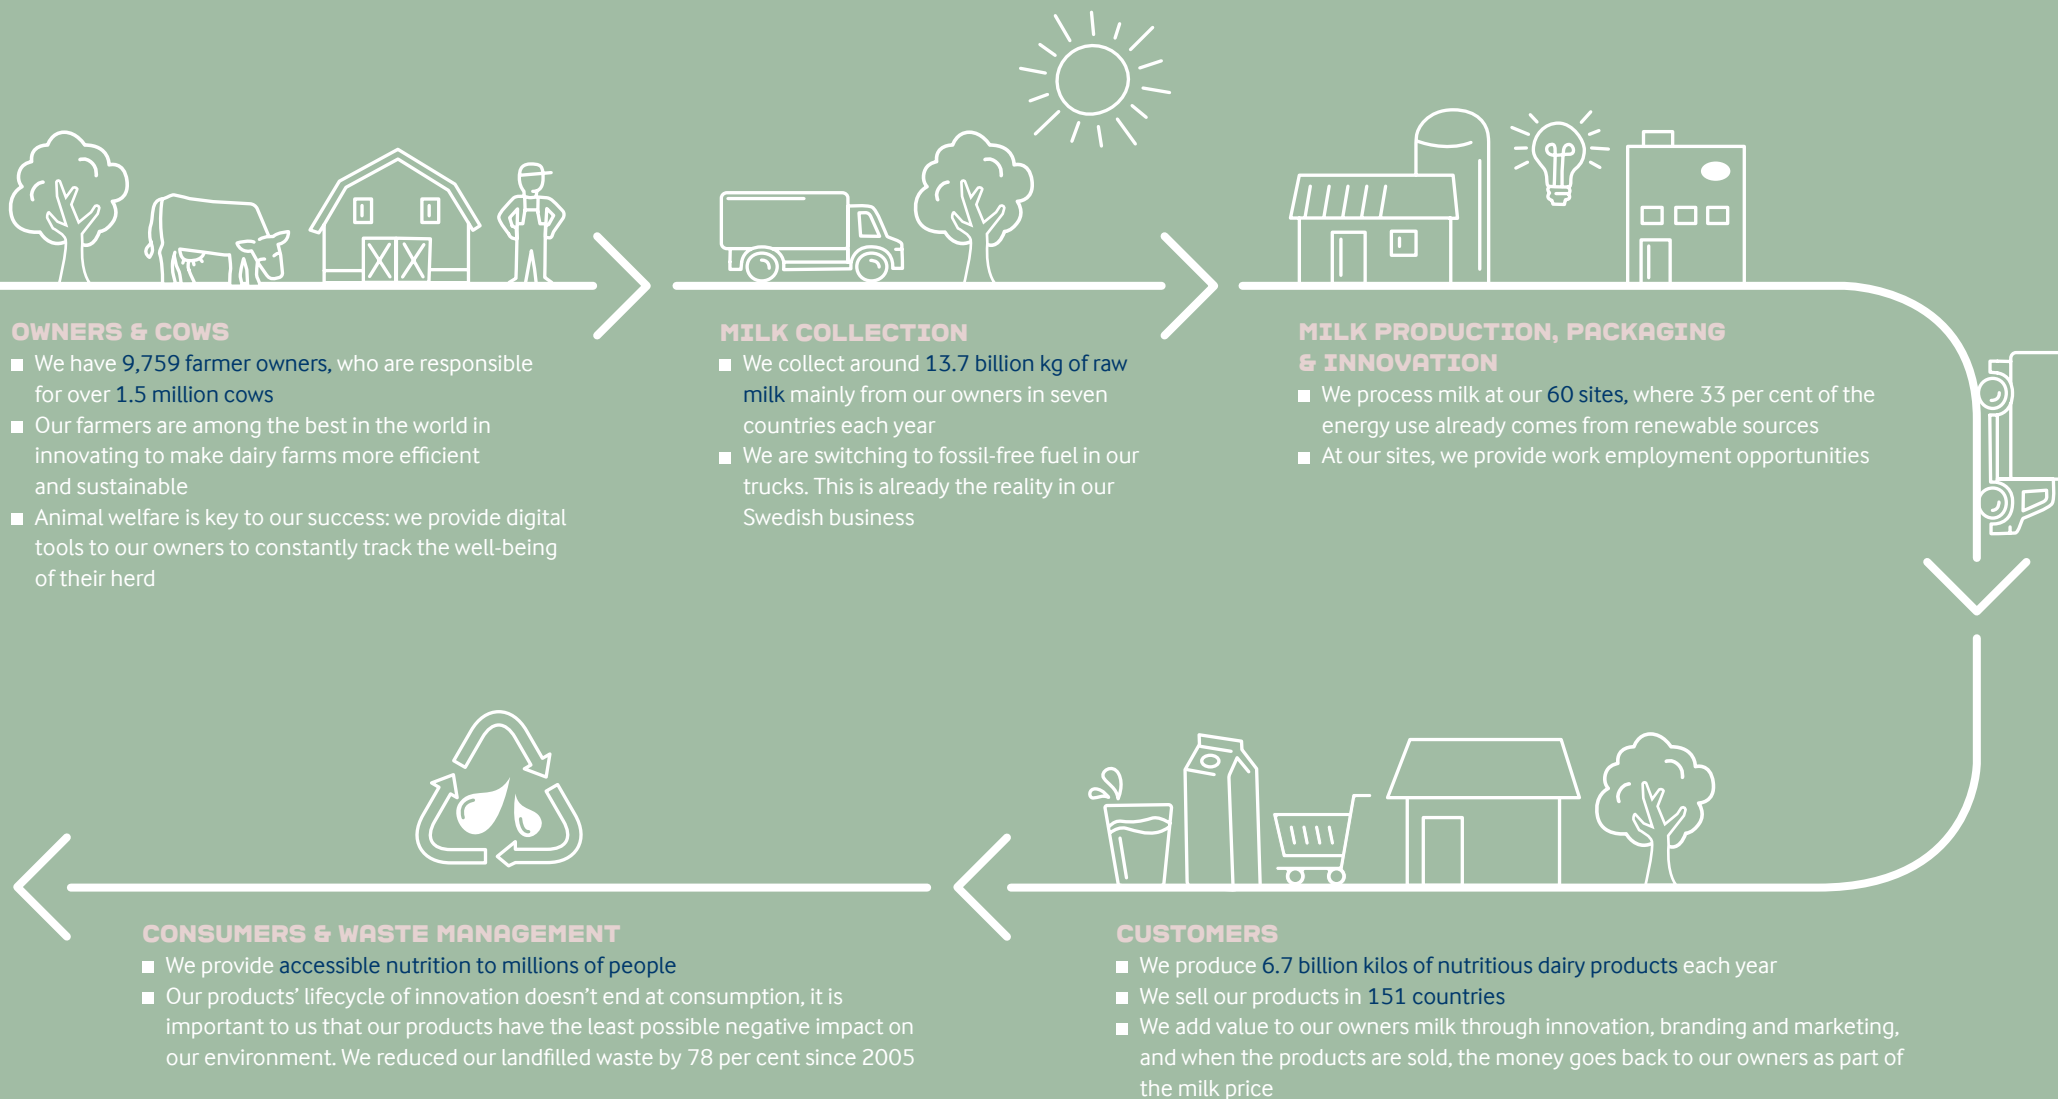 OWNERS & COWS
We have 9,759 farmer owners, who are responsible
for over 1.5 million cows
Our farmers are among the best in the world in
innovating to make dairy farms more efficient
and sustainable
Animal welfare is key to our success: we provide digital
tools to our owners to constantly track the well-being
of their herd
MILK COLLECTION
We collect around 13.7 billion kg of raw
milk mainly from our owners in seven
countries each year
We are switching to fossil-free fuel in our
trucks. This is already the reality in our
Swedish business
MILK PRODUCTION, PACKAGING
& INNOVATION
We process milk at our 60 sites, where 33 per cent of the
energy use already comes from renewable sources
At our sites, we provide work employment opportunities
CUSTOMERS
We produce 6.7 billion kilos of nutritious dairy products each year
We sell our products in 151 countries
We add value to our owners milk through innovation, branding and marketing,
and when the products are sold, the money goes back to our owners as part of
the milk price
CONSUMERS & WASTE MANAGEMENT
We provide accessible nutrition to millions of people
Our products’ lifecycle of innovation doesn’t end at consumption, it is
important to us that our products have the least possible negative impact on
our environment. We reduced our landfilled waste by 78 per cent since 2005